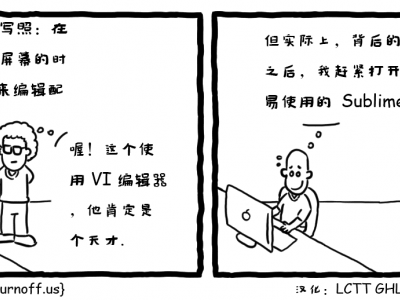 写照：在
屏幕的时
来编辑配
喔！这个使
用 VI 编辑器
，他肯定是
个天才.
但实际上，背后的
之后，我赶紧打开
易使用的 Sublime
urnoff.us}
汉化：LCTT GHL